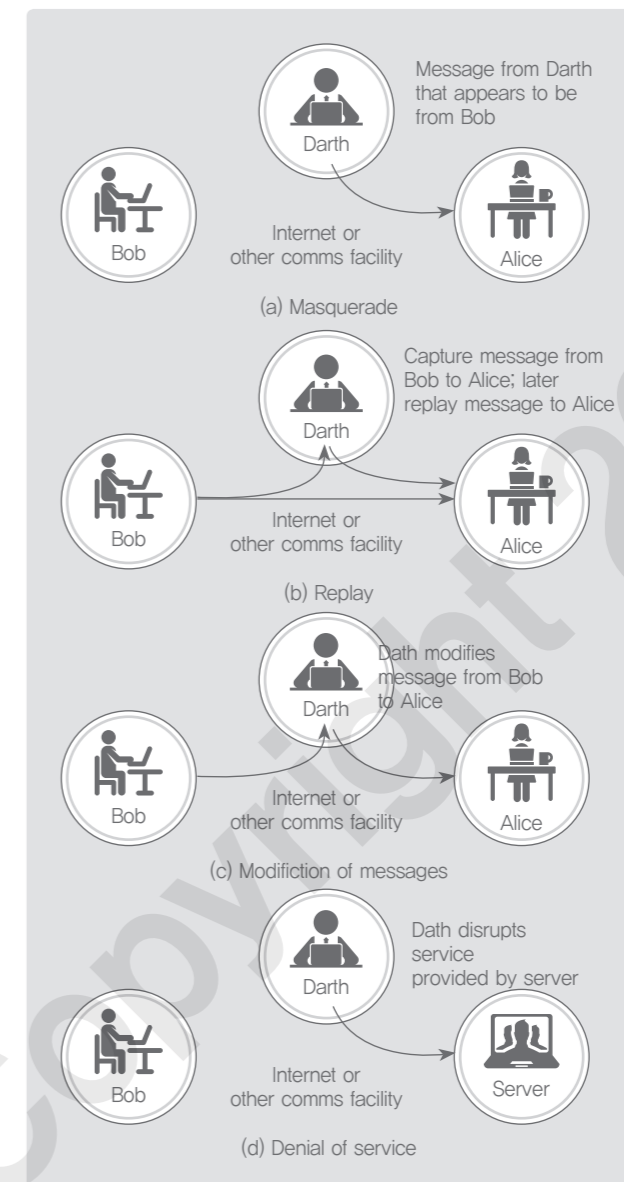 Message from Darth
that appears to be
from Bob
Darth
Bob
Alice
Internet or
other comms facility
(a) Masquerade
Capture message from
Bob to Alice; later
replay message to Alice
Darth
Bob
Alice
Internet or
other comms facility
(b) Replay
Dath modifies
message from Bob
to Alice
Darth
Bob
Alice
Internet or
other comms facility
(c) Modifiction of messages
Dath disrupts
service
provided by server
Darth
Bob
Server
Internet or
other comms facility
(d) Denial of service
Copyright